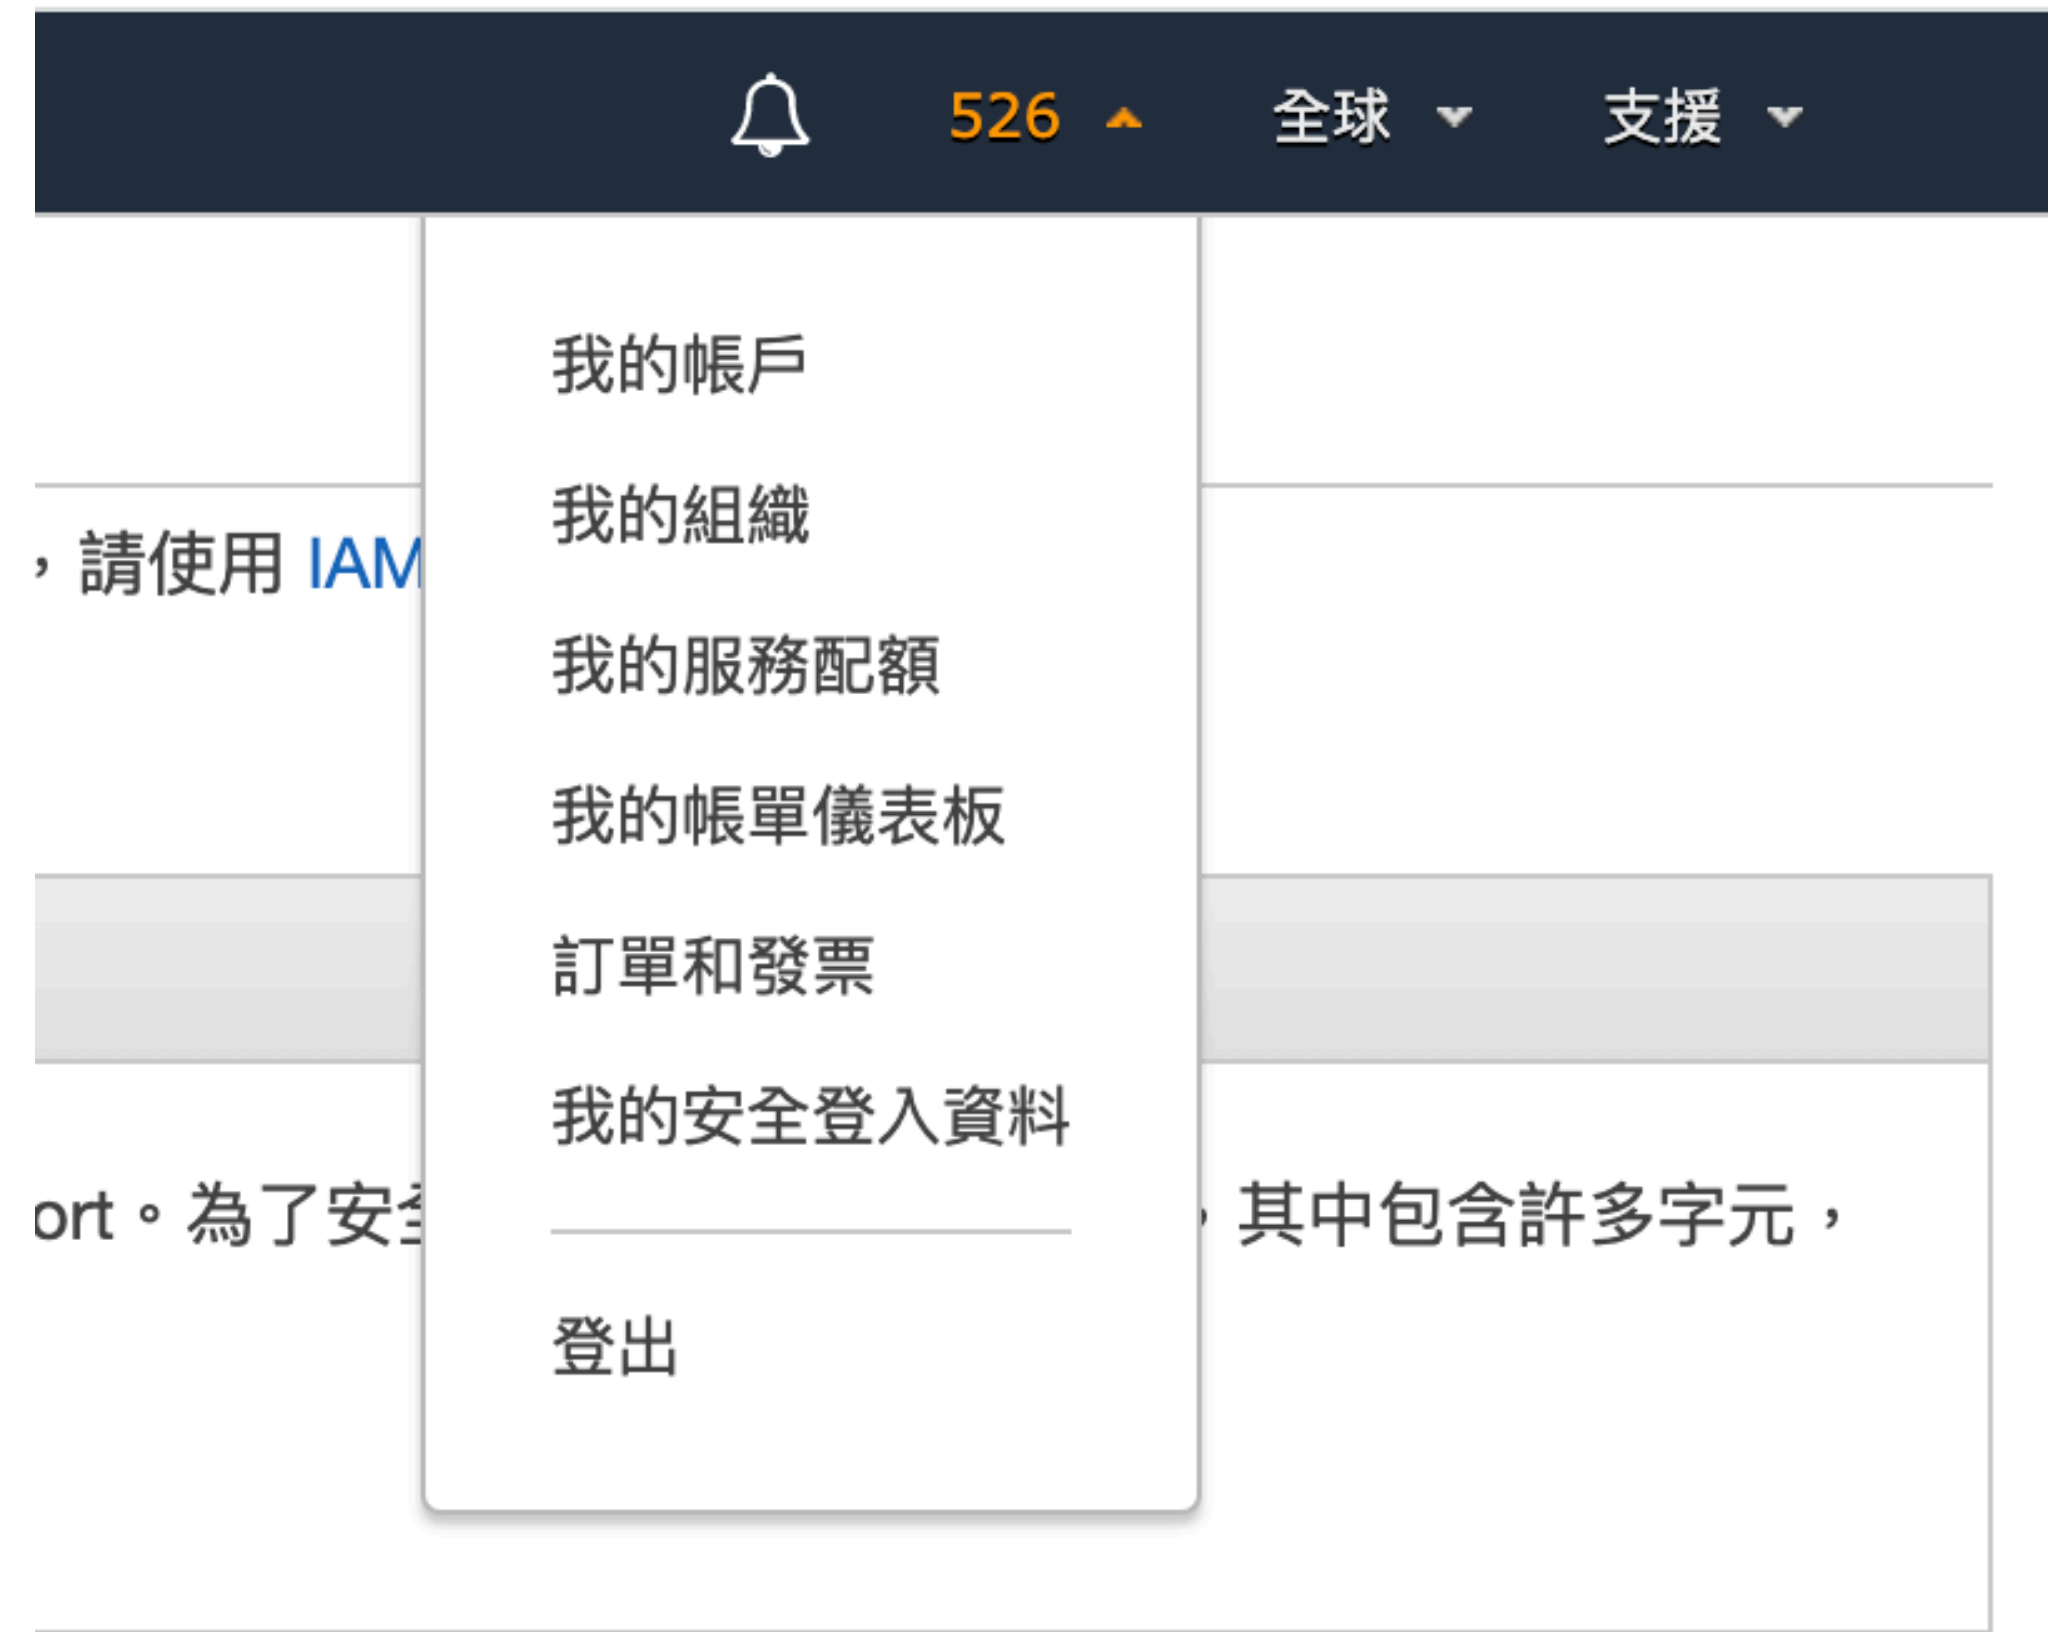 526 全球 支援
我的帳戶
我的組織
，請使用 IAM
我的服務配額
我的帳單儀表板
訂單和發票
我的安全登入資料
ort。為了安全 ，其中包含許多字元，
登出